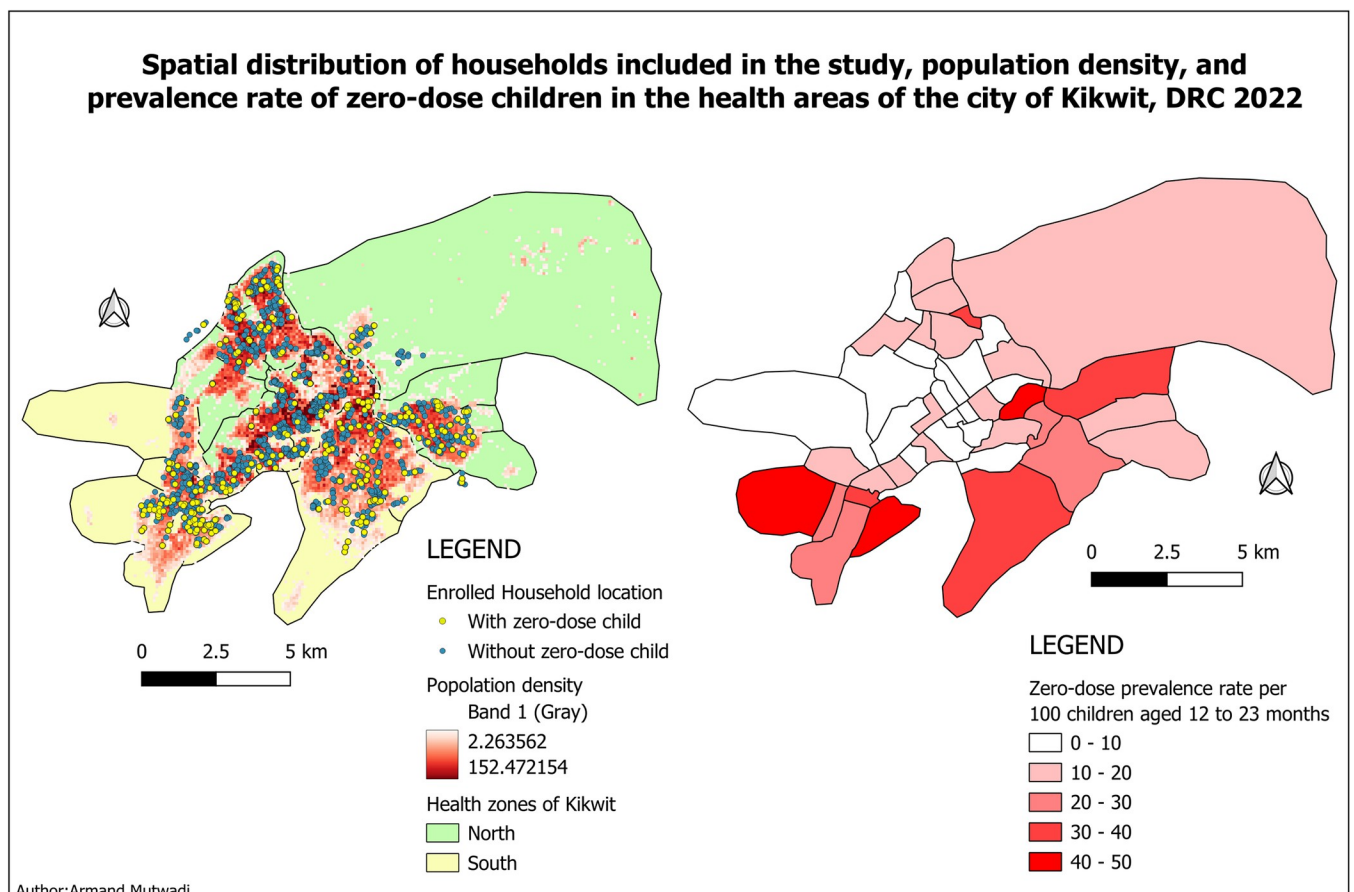 Spatial distribution of households included in the study, population density, and
prevalence rate of zero-dose children in the health areas of the city of Kikwit, DRC 2022
LEGEND
Enrolled Household location
With zero-dose child
Without zero-dose child
Popolation density
Band 1 (Gray)
2.263562
152.472154
Health zones of Kikwit
North
South
0 2.5 5 km
0 2.5 5 km
LEGEND
Zero-dose prevalence rate per
100 children aged 12 to 23 months
0 - 10
10 - 20
20 - 30
30 - 40
40 - 50
Author:Armand Mutwadi